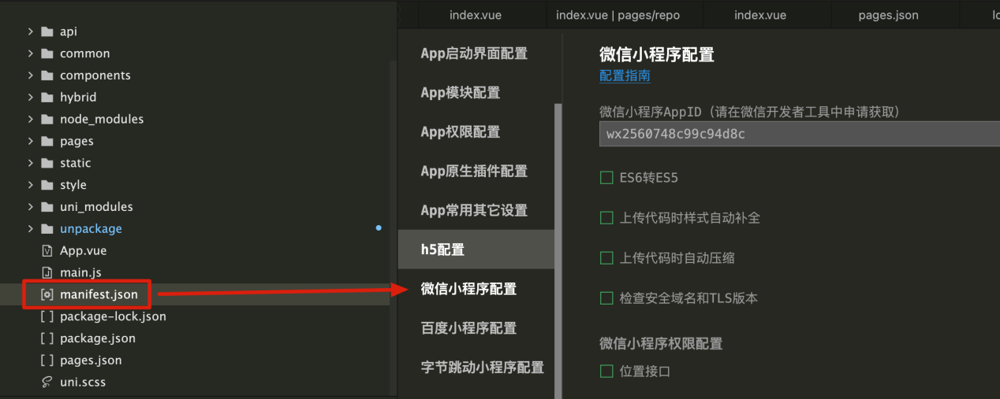 api
common
components
hybrid
node_modules
pages
static
style
uni_modules
unpackage
App.vue
main.js
manifest.json
package-lock.json
package.json
pages.json
uni.scss
index.vue
index.vue | pages/repo
index.vue
pages.json
lo
App启动界面配置
App模块配置
App权限配置
App原生插件配置
App常用其它设置
h5配置
微信小程序配置
百度小程序配置
字节跳动小程序配置
微信小程序配置
配置指南
微信小程序AppID（请在微信开发者工具中申请获取）
wx2560748c99c94d8c
ES6转ES5
上传代码时样式自动补全
上传代码时自动压缩
检查安全域名和TLS版本
微信小程序权限配置
位置接口